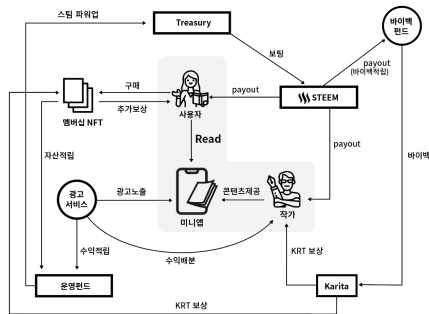 스팀 파워업
Treasury
바이백
펀드
보팅
payout
(바이백적립)
구매
payout
STEEM
추가보상
사용자
멤버십 NFT
Read
payout
자산적립
바이백
광고
서비스
광고노출
콘텐츠제공
미니앱
작가
수익적립
수익배분
KRT 보상
운영펀드
Karita
KRT 보상